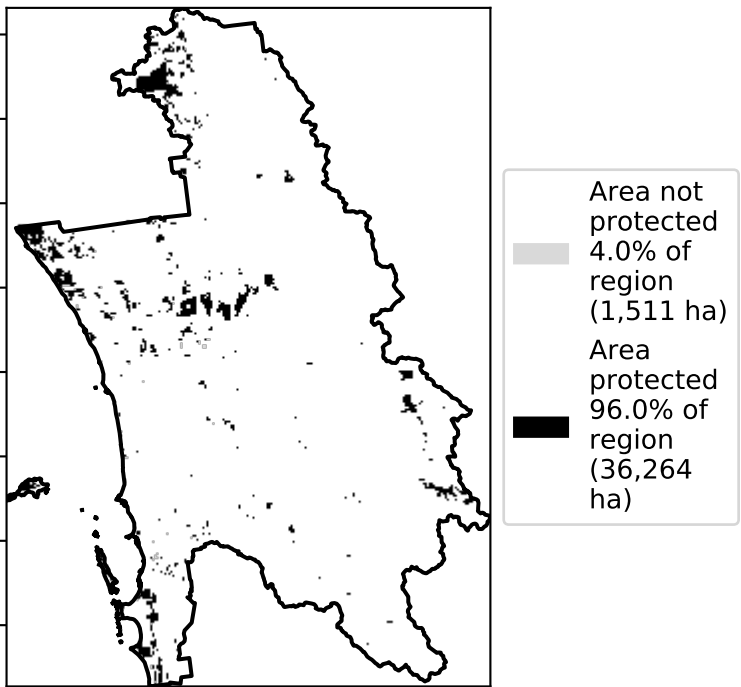 Area not
protected
4.0% of
region
(1,511 ha)
Area
protected
96.0% of
region
(36,264
ha)